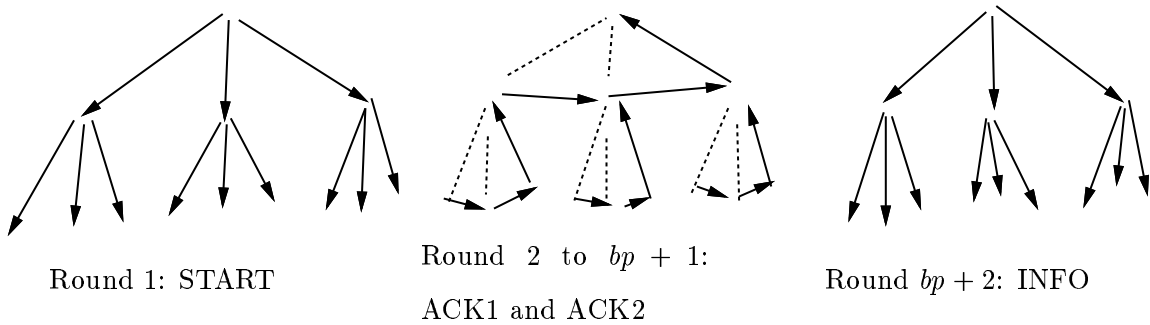 Round 1: START
Round 2 to bp + 1:
ACK1 and ACK2
Round bp + 2: INFO